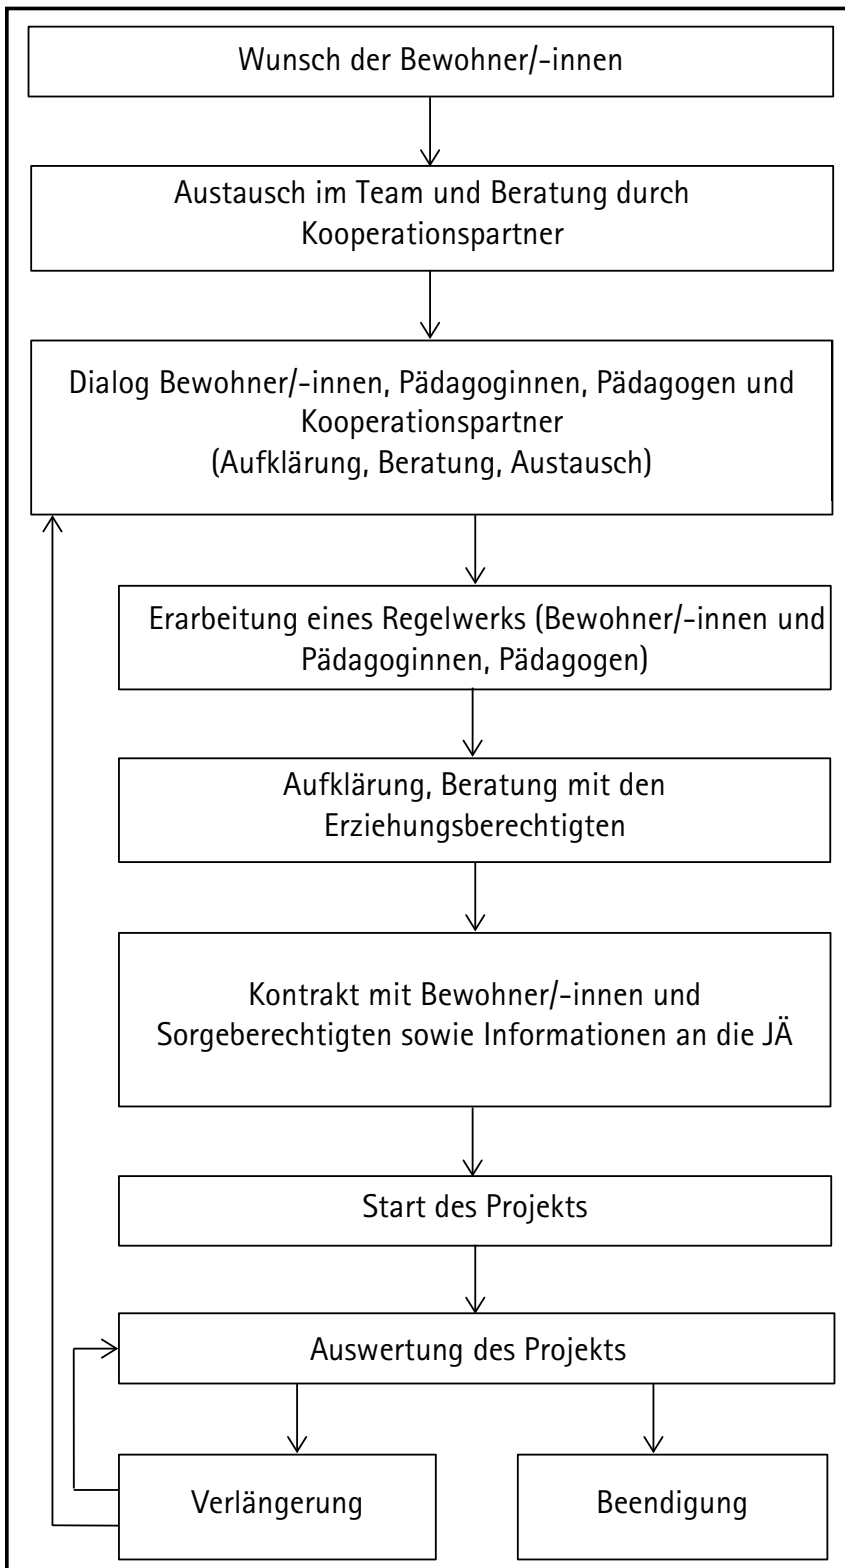 Wunsch der Bewohner/-innen
Austausch im Team und Beratung durch
Kooperationspartner
Dialog Bewohner/-innen, Pädagoginnen, Pädagogen und
Kooperationspartner
(Aufklärung, Beratung, Austausch)
Erarbeitung eines Regelwerks (Bewohner/-innen und
Pädagoginnen, Pädagogen)
Aufklärung, Beratung mit den
Erziehungsberechtigten
Kontrakt mit Bewohner/-innen und
Sorgeberechtigten sowie Informationen an die JÄ
Start des Projekts
Auswertung des Projekts
Verlängerung
Beendigung